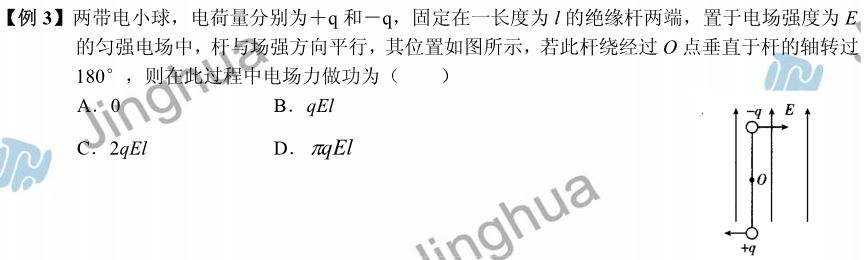 【例 3】两带电小球，电荷量分别为＋q 和－q，固定在一长度为 l 的绝缘杆两端，置于电场强度为 E
的匀强电场中，杆与场强方向平行，其位置如图所示，若此杆绕经过 O 点垂直于杆的轴转过
180°，则在此过程中电场力做功为（　　）
A．0　　B．qEl
C．2qEl　　D．πqEl
-q E
O
+q
Jinghua
Jinghua